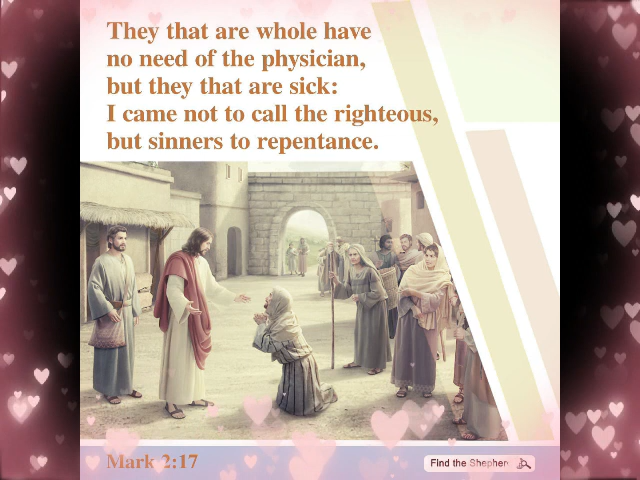 They that are whole have
no need of the physician,
but they that are sick:
I came not to call the righteous,
but sinners to repentance.
Mark 2:17
Find the Shepher